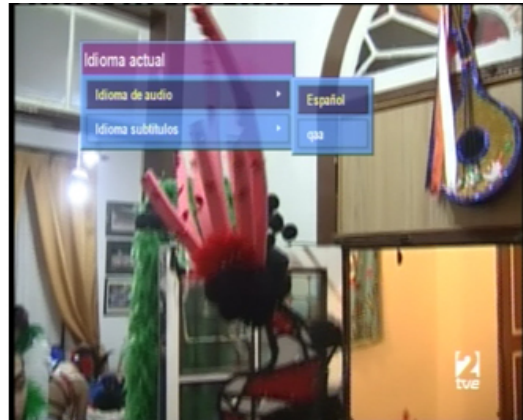 Idioma actual
Idioma de audio
Español
Idioma subtítulos
qaa
2
tve